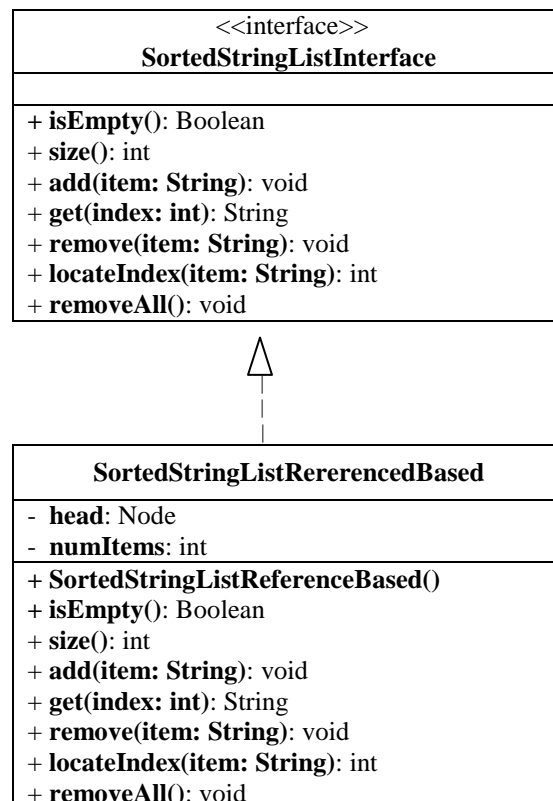 <<interface>>
SortedStringListInterface
+ isEmpty(): Boolean
+ size(): int
+ add(item: String): void
+ get(index: int): String
+ remove(item: String): void
+ locateIndex(item: String): int
+ removeAll(): void
SortedStringListRererencedBased
- head: Node
- numItems: int
+ SortedStringListReferenceBased()
+ isEmpty(): Boolean
+ size(): int
+ add(item: String): void
+ get(index: int): String
+ remove(item: String): void
+ locateIndex(item: String): int
+ removeAll(): void